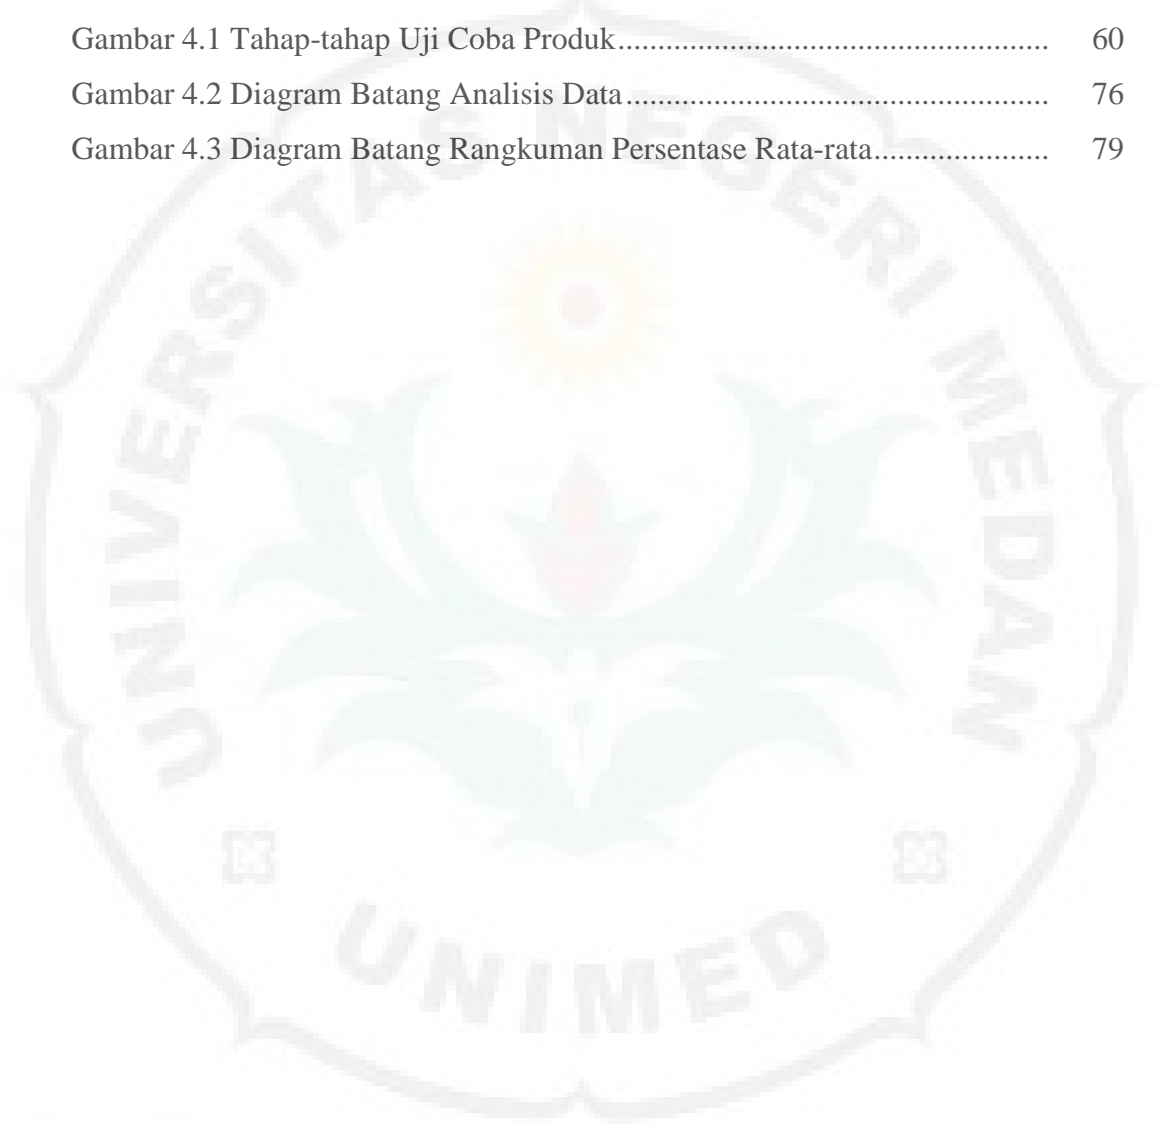 Gambar 4.1 Tahap-tahap Uji Coba Produk..................................................... 60
Gambar 4.2 Diagram Batang Analisis Data.................................................... 76
Gambar 4.3 Diagram Batang Rangkuman Persentase Rata-rata..................... 79
UNIVERSITAS NEGERI MEDAN
UNIMED